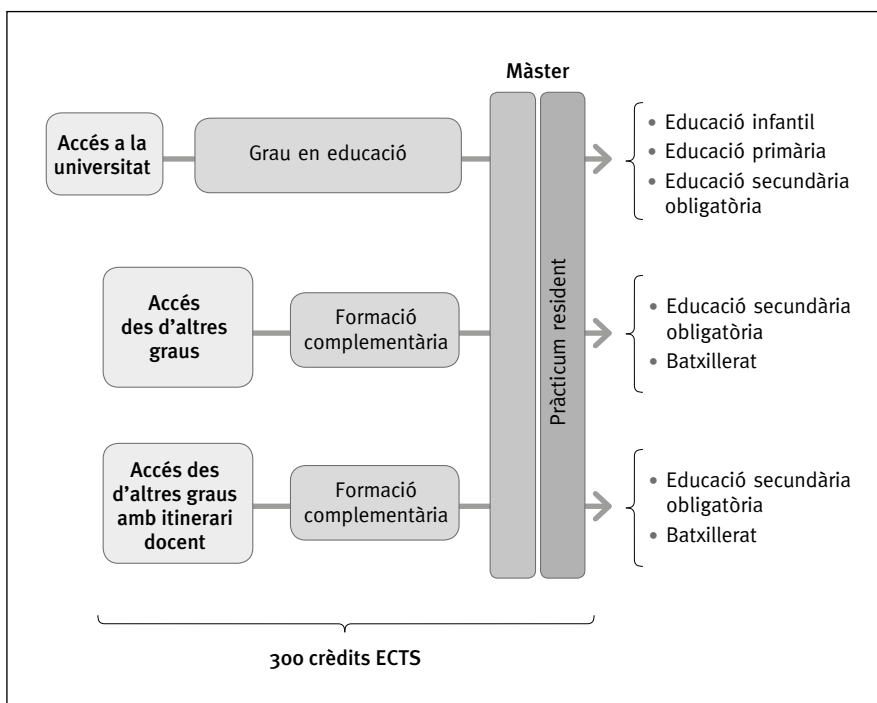 Màster
Accés a la
universitat
Grau en educació
• Educació infantil
• Educació primària
• Educació secundària
obligatòria
Accés
des d'altres
graus
Formació
complementària
Pràcticum resident
• Educació secundària
obligatòria
• Batxillerat
Accés des
d'altres graus
amb itinerari
docent
Formació
complementària
• Educació secundària
obligatòria
• Batxillerat
300 crèdits ECTS